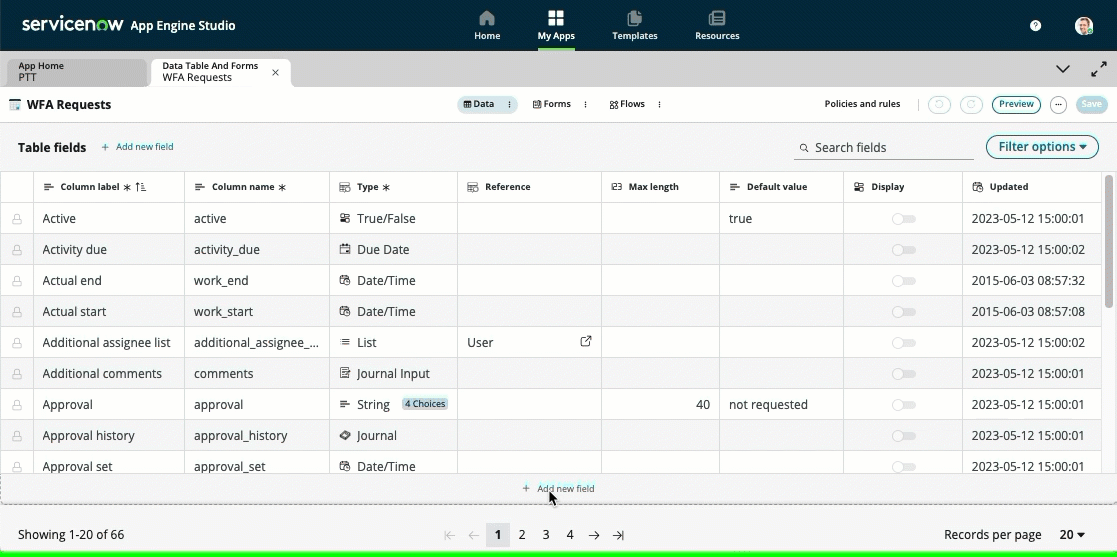 servicenow App Engine Studio
Home
My Apps
Templates
Resources
?
App Home
PTT
Data Table And Forms
WFA Requests
WFA Requests
Data
Forms
Flows
Policies and rules
Preview
Save
Table fields
+ Add new field
Search fields
Filter options
Column label *
Column name *
Type *
Reference
Max length
Default value
Display
Updated
Active active True/False true 2023-05-12 15:00:01
Activity due activity_due Due Date 2023-05-12 15:00:02
Actual end work_end Date/Time 2015-06-03 08:57:32
Actual start work_start Date/Time 2015-06-03 08:57:08
Additional assignee list additional_assignee_... List User 2023-05-12 15:00:02
Additional comments comments Journal Input 2023-05-12 15:00:01
Approval approval String 4 Choices 40 not requested 2023-05-12 15:00:01
Approval history approval_history Journal 2023-05-12 15:00:01
Approval set approval_set Date/Time 2023-05-12 15:00:01
+ Add new field
Showing 1-20 of 66
1 2 3 4
Records per page 20